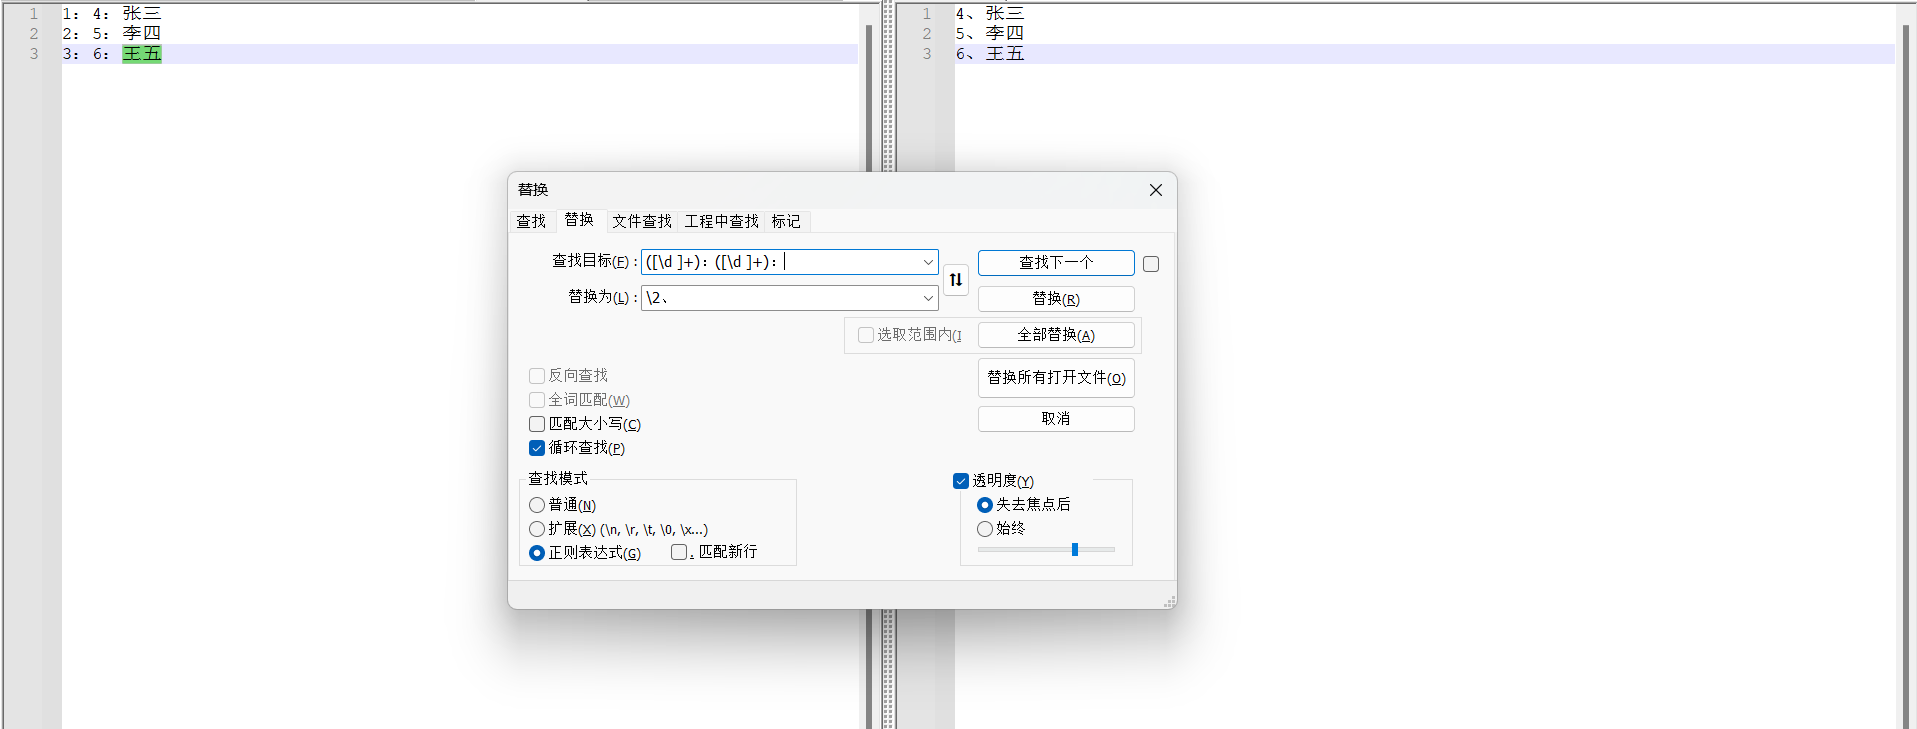 1 1：4：张三
2 2：5：李四
3 3：6：王五
1 4、张三
2 5、李四
3 6、王五
替换
查找 替换 文件查找 工程中查找 标记
查找目标(F) : ([\d ]+)：([\d ]+)： 查找下一个
替换为(L) : \2、 替换(R)
选取范围内(I 全部替换(A)
反向查找 替换所有打开文件(O)
全词匹配(W)
匹配大小写(C) 取消
循环查找(P)
查找模式 透明度(Y)
普通(N) 失去焦点后
扩展(X) (\n, \r, \t, \0, \x...) 始终
正则表达式(G) . 匹配新行